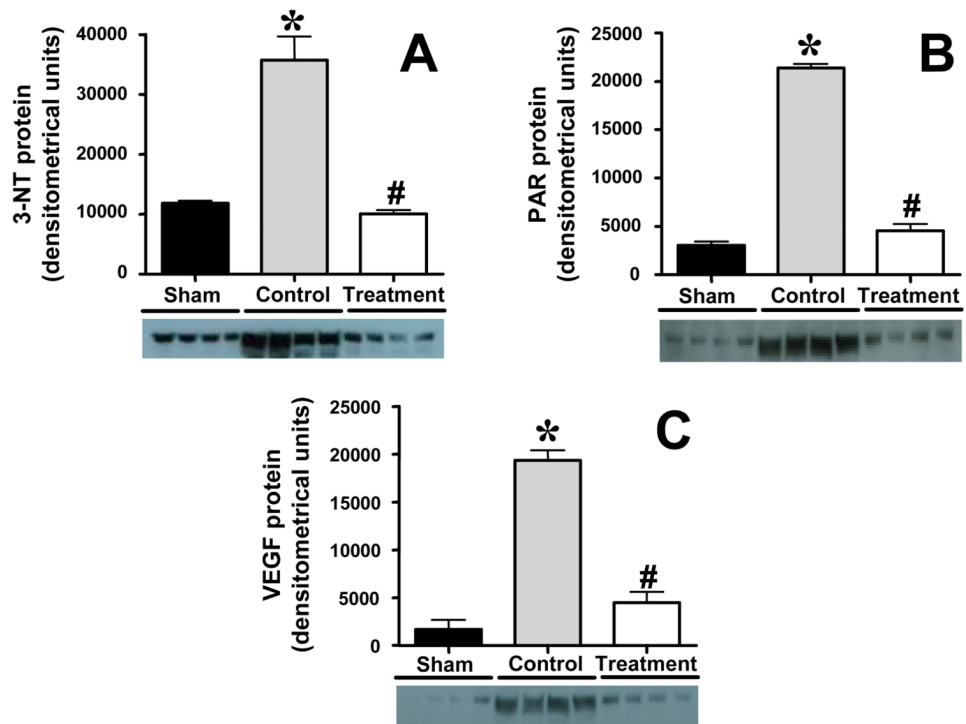 A
3-NT protein
(densitometrical units)
40000
30000
20000
10000
0
*
#
Sham Control Treatment
B
PAR protein
(densitometrical units)
25000
20000
15000
10000
5000
0
*
#
Sham Control Treatment
C
VEGF protein
(densitometrical units)
25000
20000
15000
10000
5000
0
*
#
Sham Control Treatment